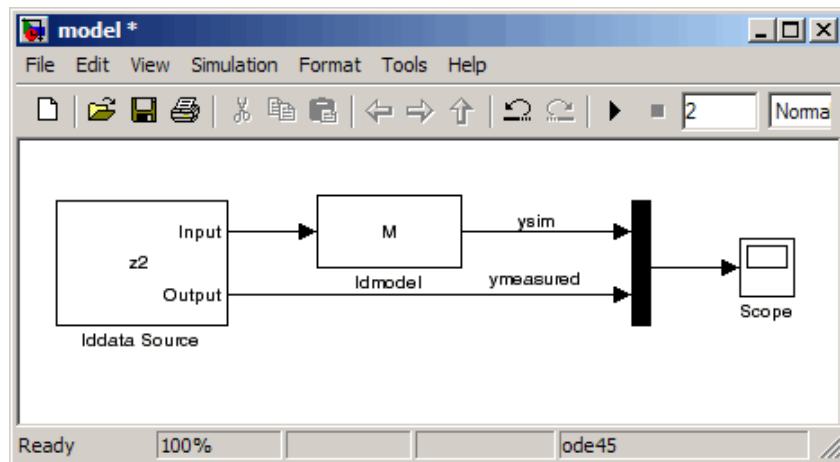 model *
File Edit View Simulation Format Tools Help
2 Norma
Input M ysim
z2
Output Idmodel ymeasured
Iddata Source Scope
Ready 100% ode45